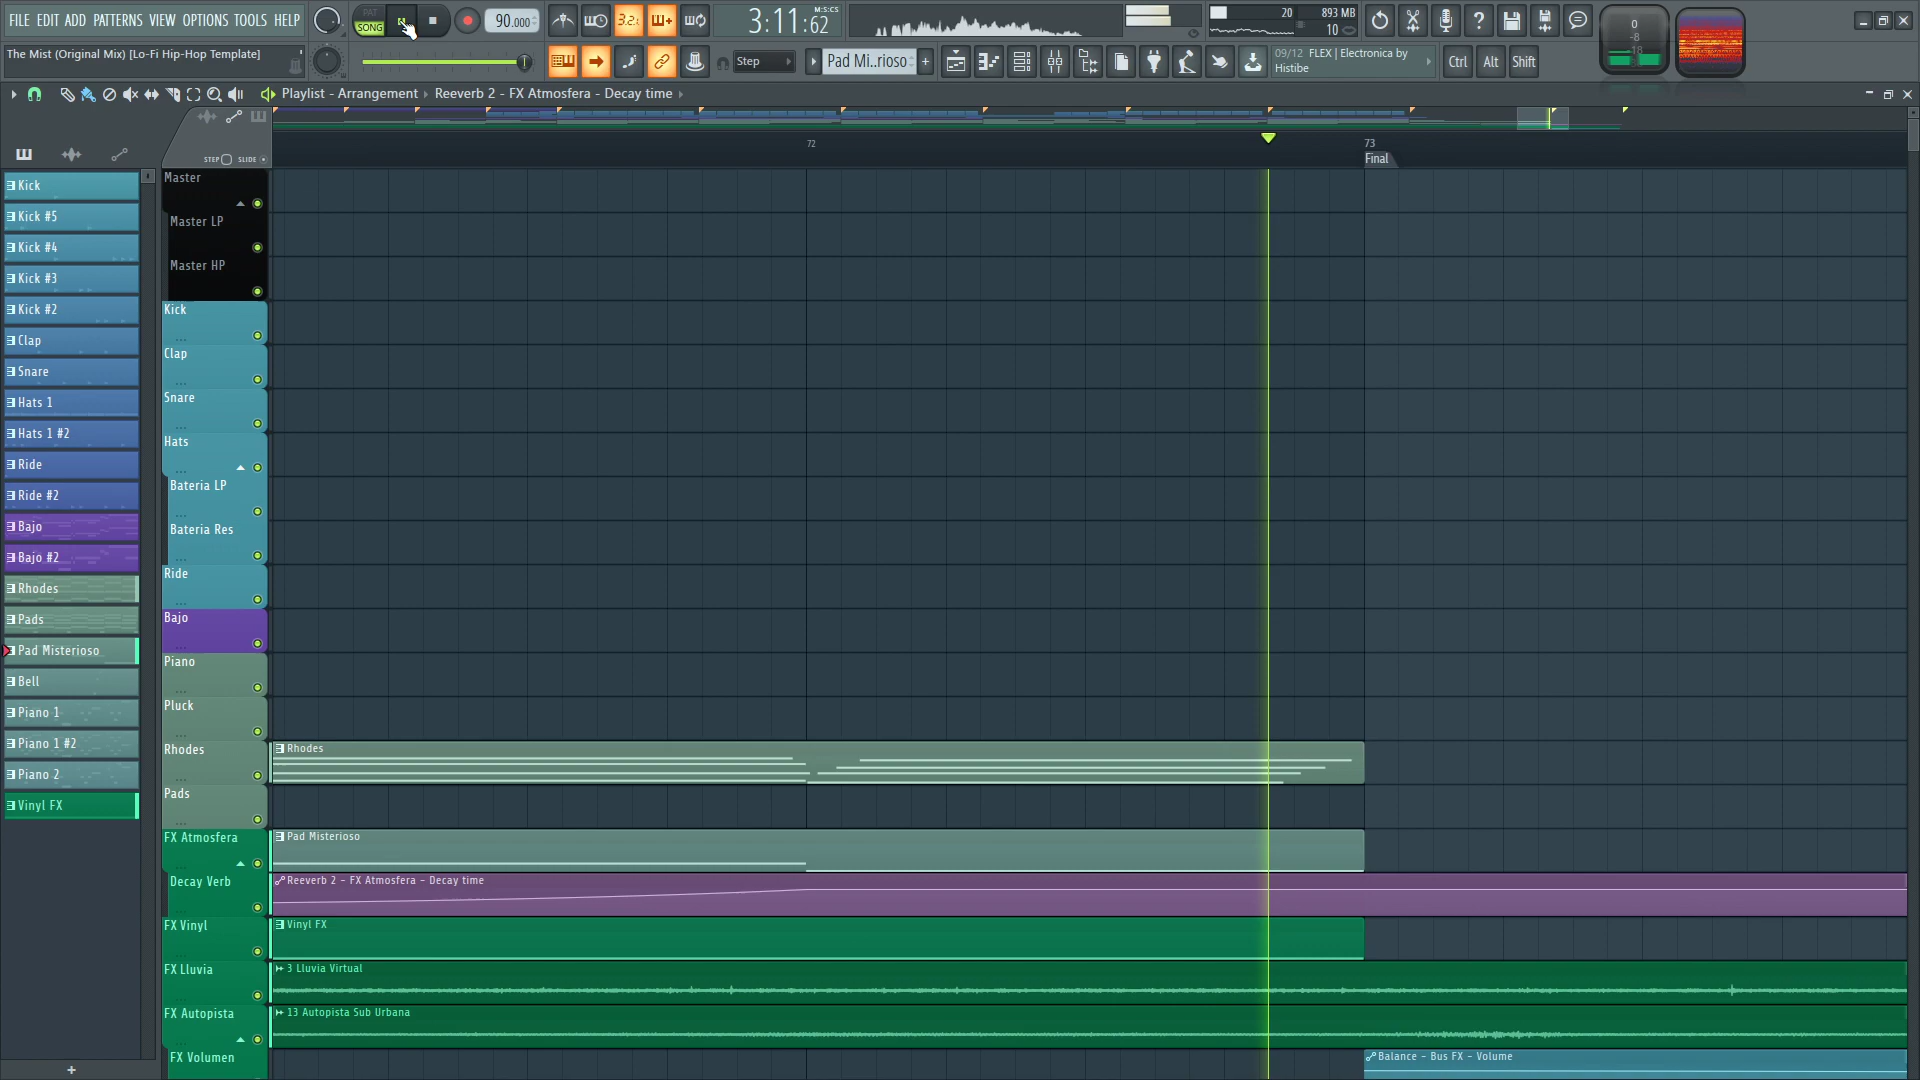 FILE EDIT ADD PATTERNS VIEW OPTIONS TOOLS HELP
PAT
SONG
90.000
3:11:62
M:S:CS
20
893 MB
10
0
-8
-18
The Mist (Original Mix) [Lo-Fi Hip-Hop Template]
Step
Pad Mi..rioso
+
09/12 FLEX | Electronica by
Histibe
Ctrl
Alt
Shift
Playlist - Arrangement › Reeverb 2 - FX Atmosfera - Decay time
STEP
SLIDE
72
73
Final
Kick
Kick #5
Kick #4
Kick #3
Kick #2
Clap
Snare
Hats 1
Hats 1 #2
Ride
Ride #2
Bajo
Bajo #2
Rhodes
Pads
Pad Misterioso
Bell
Piano 1
Piano 1 #2
Piano 2
Vinyl FX
+
Master
Master LP
Master HP
Kick
Clap
Snare
Hats
Bateria LP
Bateria Res
Ride
Bajo
Piano
Pluck
Rhodes
Rhodes
Pads
FX Atmosfera
Pad Misterioso
Decay Verb
Reeverb 2 - FX Atmosfera - Decay time
FX Vinyl
Vinyl FX
FX Lluvia
3 Lluvia Virtual
FX Autopista
13 Autopista Sub Urbana
FX Volumen
Balance - Bus FX - Volume